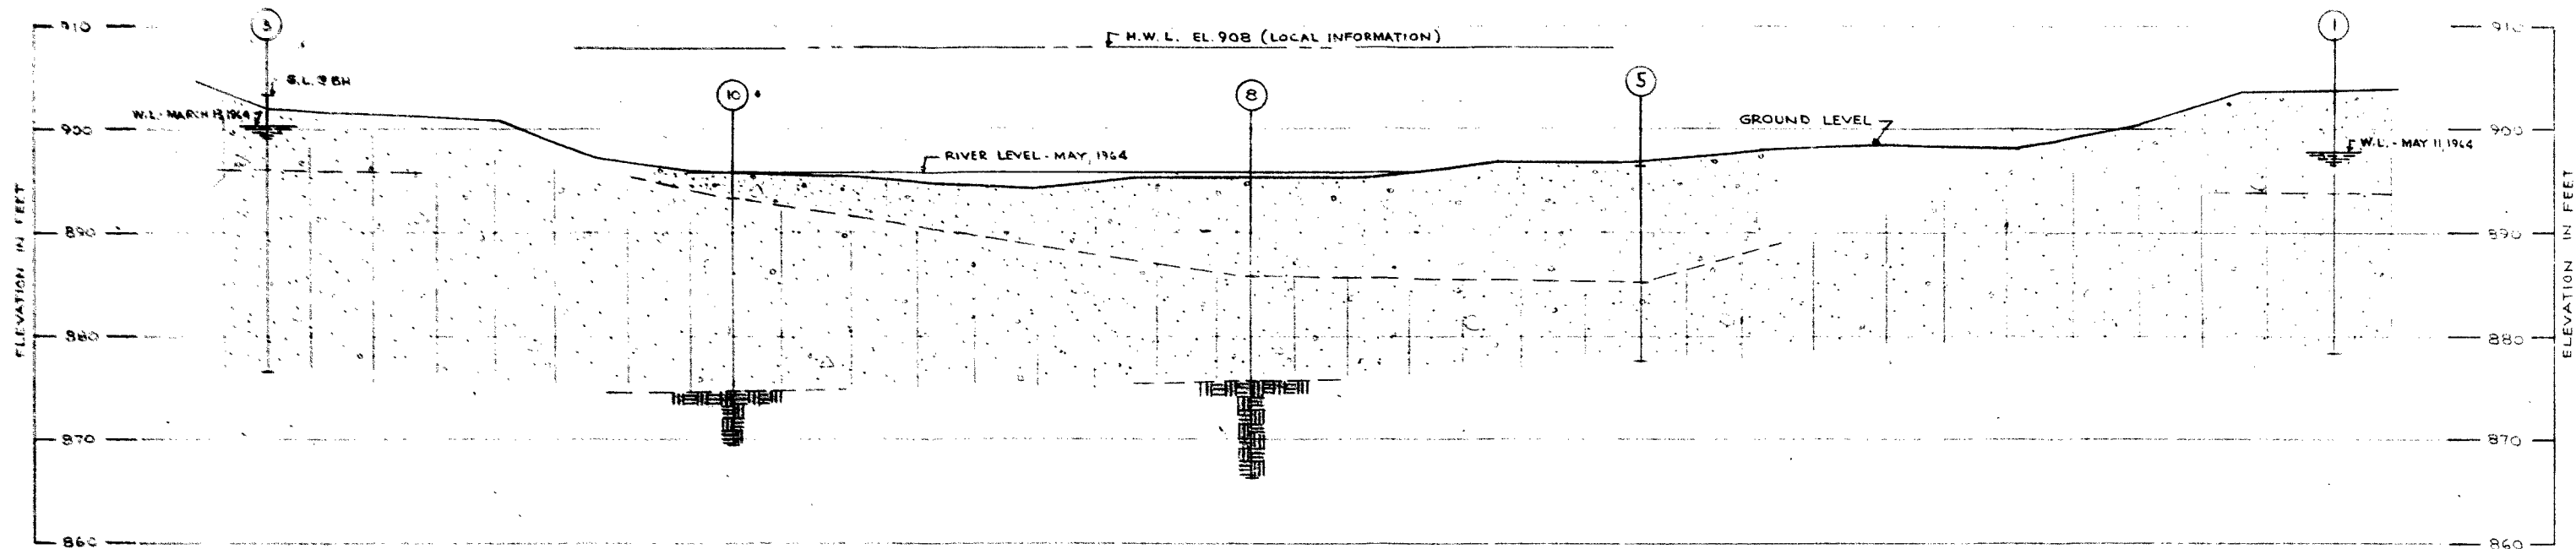 910
3
H.W.L. EL. 908 (LOCAL INFORMATION)
1
910
10
8
5
W.L. - MARCH 13, 1964
900
GROUND LEVEL
900
RIVER LEVEL - MAY, 1964
W.L. - MAY 11, 1964
890
890
ELEVATION IN FEET
ELEVATION IN FEET
880
880
870
870
860
860